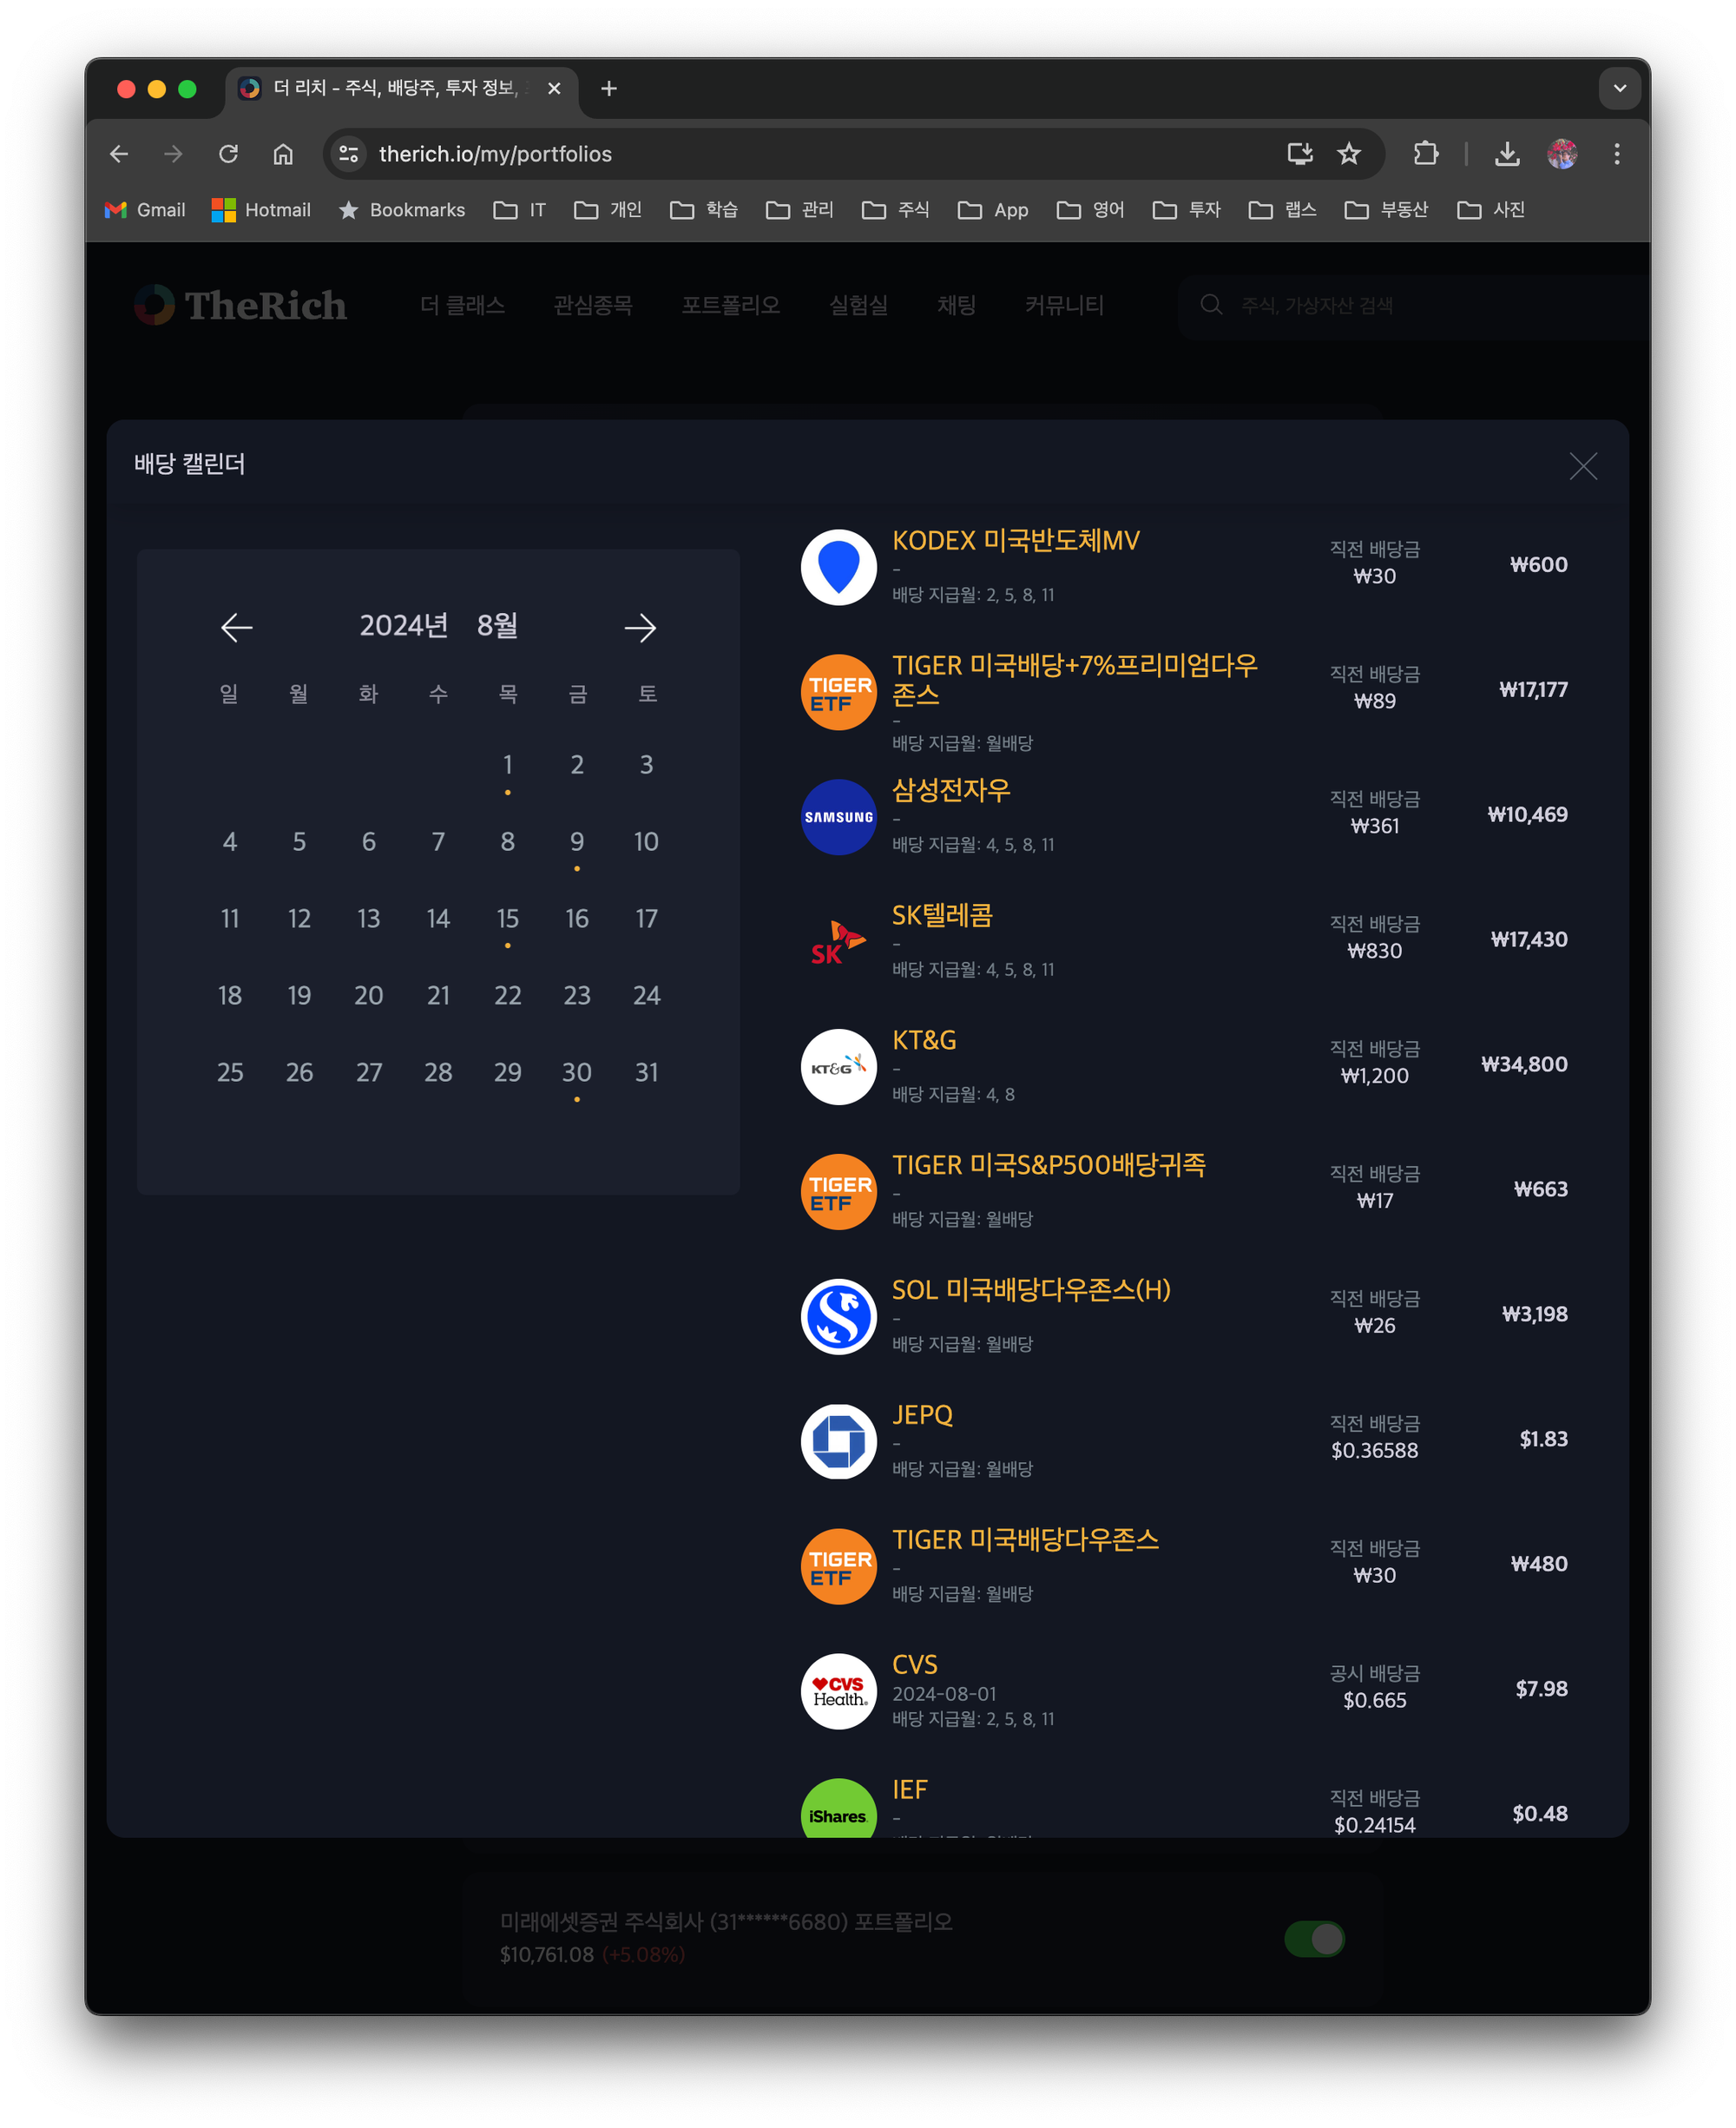 더 리치 - 주식, 배당주, 투자 정보,
therich.io/my/portfolios
Gmail
Hotmail
Bookmarks
IT
개인
학습
관리
주식
App
영어
투자
랩스
부동산
사진
TheRich
더 클래스
관심종목
포트폴리오
실험실
채팅
커뮤니티
주식, 가상자산 검색
배당 캘린더
2024년 8월
일 월 화 수 목 금 토
1 2 3
4 5 6 7 8 9 10
11 12 13 14 15 16 17
18 19 20 21 22 23 24
25 26 27 28 29 30 31
KODEX 미국반도체MV
-
배당 지급월: 2, 5, 8, 11
직전 배당금
₩30
₩600
TIGER ETF
TIGER 미국배당+7%프리미엄다우
존스
-
배당 지급월: 월배당
직전 배당금
₩89
₩17,177
SAMSUNG
삼성전자우
-
배당 지급월: 4, 5, 8, 11
직전 배당금
₩361
₩10,469
SK
SK텔레콤
-
배당 지급월: 4, 5, 8, 11
직전 배당금
₩830
₩17,430
KT&G
KT&G
-
배당 지급월: 4, 8
직전 배당금
₩1,200
₩34,800
TIGER ETF
TIGER 미국S&P500배당귀족
-
배당 지급월: 월배당
직전 배당금
₩17
₩663
SOL 미국배당다우존스(H)
-
배당 지급월: 월배당
직전 배당금
₩26
₩3,198
JEPQ
-
배당 지급월: 월배당
직전 배당금
$0.36588
$1.83
TIGER ETF
TIGER 미국배당다우존스
-
배당 지급월: 월배당
직전 배당금
₩30
₩480
CVS Health.
CVS
2024-08-01
배당 지급월: 2, 5, 8, 11
공시 배당금
$0.665
$7.98
iShares
IEF
-
직전 배당금
$0.24154
$0.48
미래에셋증권 주식회사 (31******6680) 포트폴리오
$10,761.08 (+5.08%)